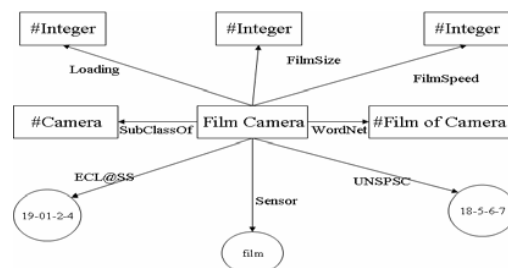 #Integer
#Integer
#Integer
Loading
FilmSize
FilmSpeed
#Camera
SubClassOf
Film Camera
WordNet
#Film of Camera
ECL@SS
UNSPSC
Sensor
19-01-2-4
18-5-6-7
film